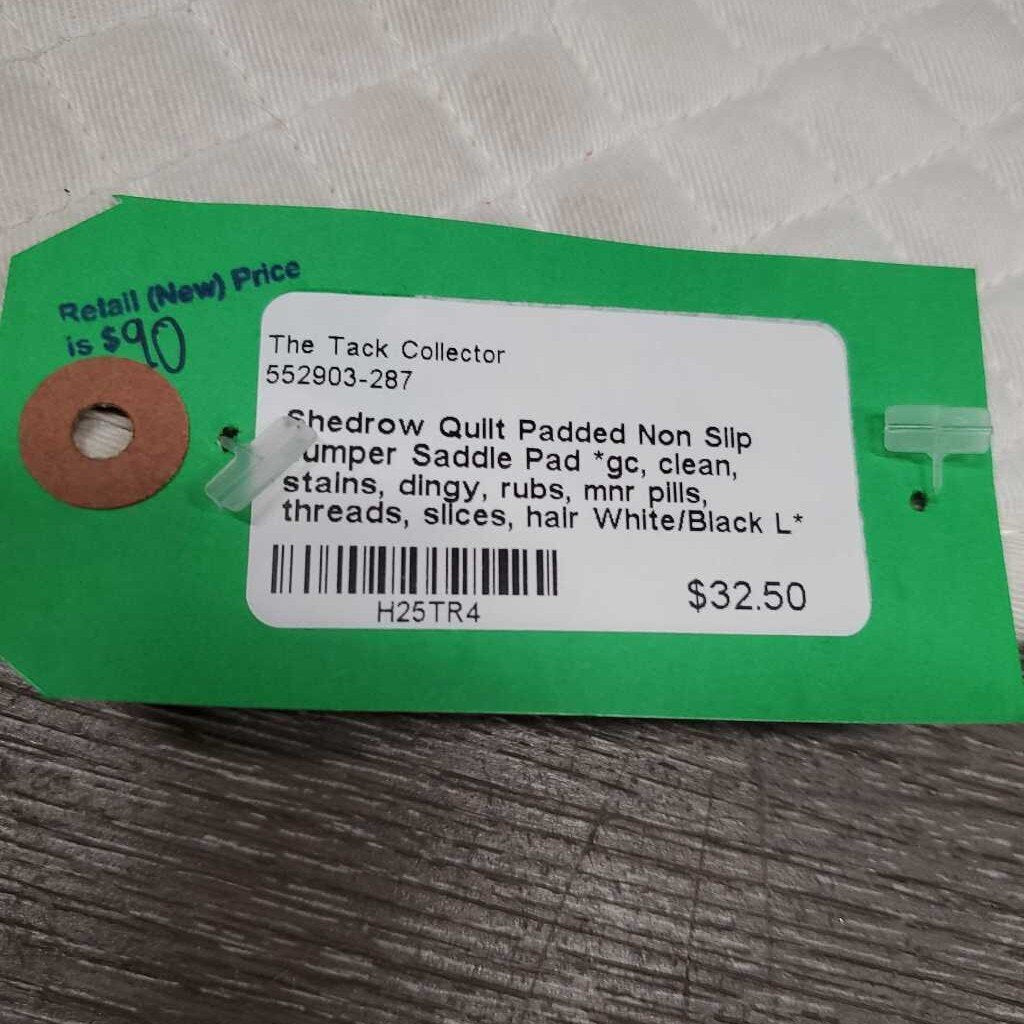 Retail (New) Price
is $90
The Tack Collector
552903-287
Shedrow Quilt Padded Non Slip
Jumper Saddle Pad *gc, clean,
stains, dingy, rubs, mnr pills,
threads, slices, hair White/Black L*
H25TR4
$32.50